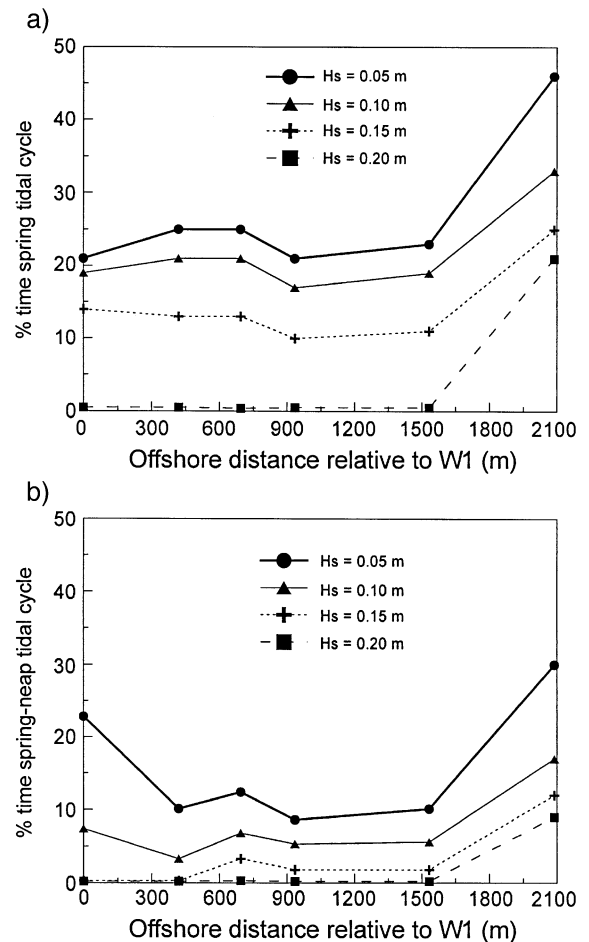 a)
50
40
30
20
10
0
% time spring tidal cycle
Hs = 0.05 m
Hs = 0.10 m
Hs = 0.15 m
Hs = 0.20 m
0 300 600 900 1200 1500 1800 2100
Offshore distance relative to W1 (m)
b)
50
40
30
20
10
0
% time spring-neap tidal cycle
Hs = 0.05 m
Hs = 0.10 m
Hs = 0.15 m
Hs = 0.20 m
0 300 600 900 1200 1500 1800 2100
Offshore distance relative to W1 (m)